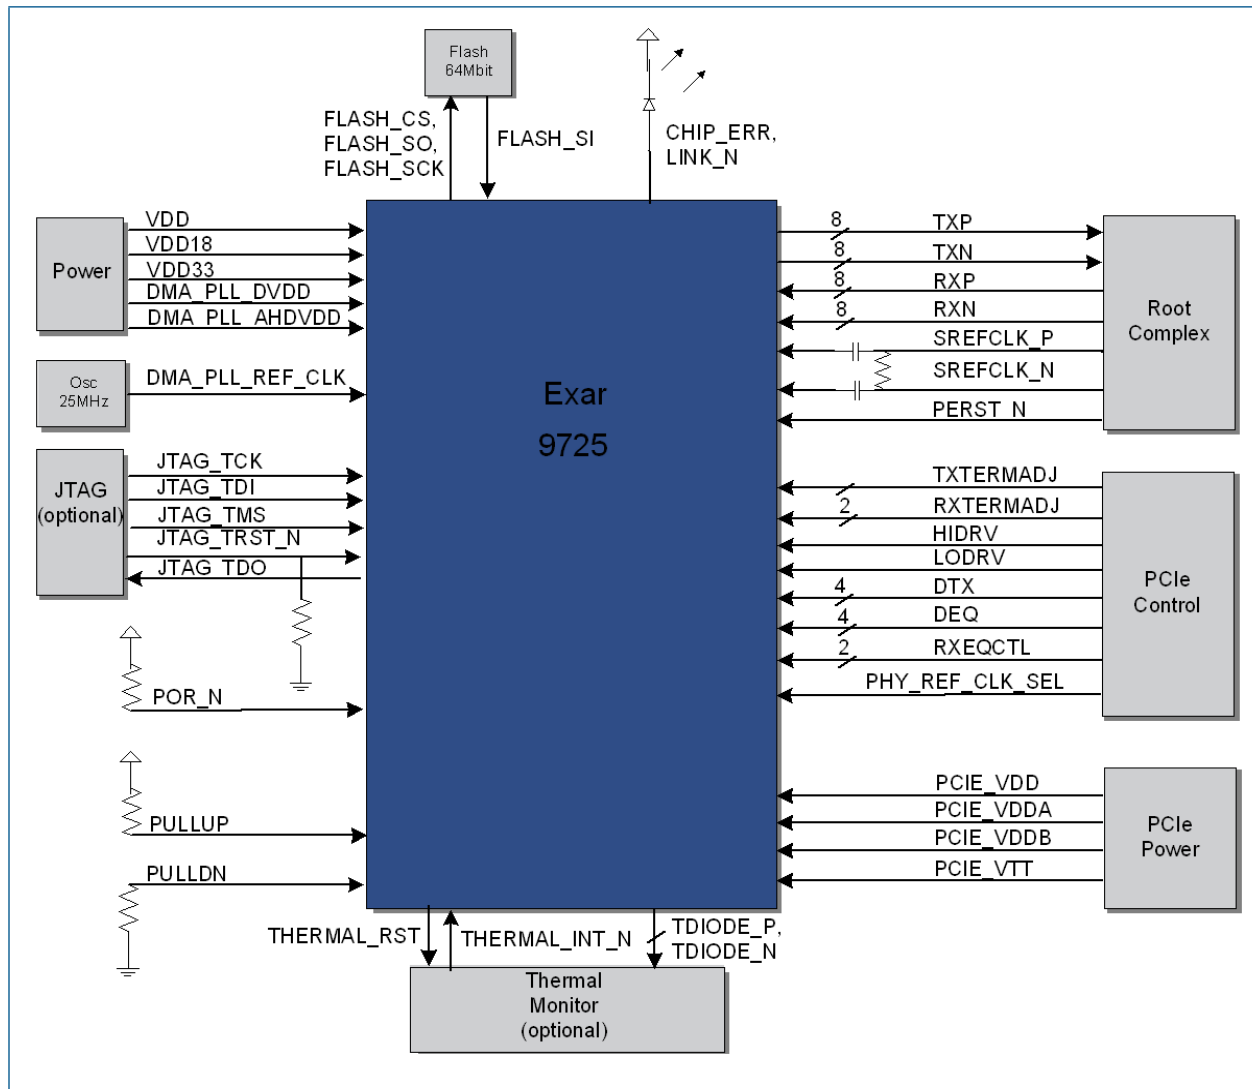 Flash
64Mbit
FLASH_CS,
FLASH_SO,
FLASH_SCK
FLASH_SI
CHIP_ERR,
LINK_N
Power
VDD
VDD18
VDD33
DMA_PLL_DVDD
DMA_PLL_AHDVDD
Osc
25MHz
DMA_PLL_REF_CLK
JTAG
(optional)
JTAG_TCK
JTAG_TDI
JTAG_TMS
JTAG_TRST_N
JTAG_TDO
POR_N
PULLUP
PULLDN
Exar
9725
8 TXP
8 TXN
8 RXP
8 RXN
SREFCLK_P
SREFCLK_N
PERST_N
Root
Complex
TXTERMADJ
2 RXTERMADJ
HIDRV
LODRV
4 DTX
4 DEQ
2 RXEQCTL
PHY_REF_CLK_SEL
PCIe
Control
PCIE_VDD
PCIE_VDDA
PCIE_VDDB
PCIE_VTT
PCIe
Power
THERMAL_RST
THERMAL_INT_N
TDIODE_P,
TDIODE_N
Thermal
Monitor
(optional)